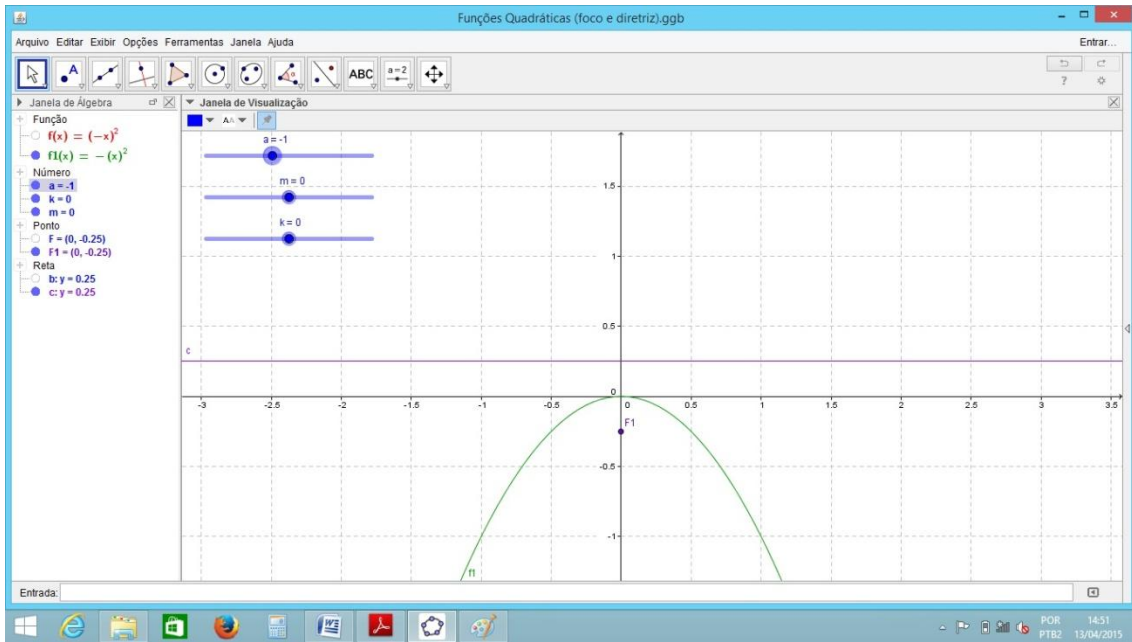 Funções Quadráticas (foco e diretriz).ggb
Arquivo Editar Exibir Opções Ferramentas Janela Ajuda
Entrar...
A
ABC
a=2
?
Janela de Álgebra
Janela de Visualização
AA
Função
f(x) = (−x)²
f1(x) = −(x)²
Número
a = -1
k = 0
m = 0
Ponto
F = (0, -0.25)
F1 = (0, -0.25)
Reta
b: y = 0.25
c: y = 0.25
a = -1
m = 0
k = 0
1.5
1
0.5
c
0
-3 -2.5 -2 -1.5 -1 -0.5 0 0.5 1 1.5 2 2.5 3 3.5
F1
-0.5
-1
f1
Entrada:
POR 14:51
PTB2 13/04/2015